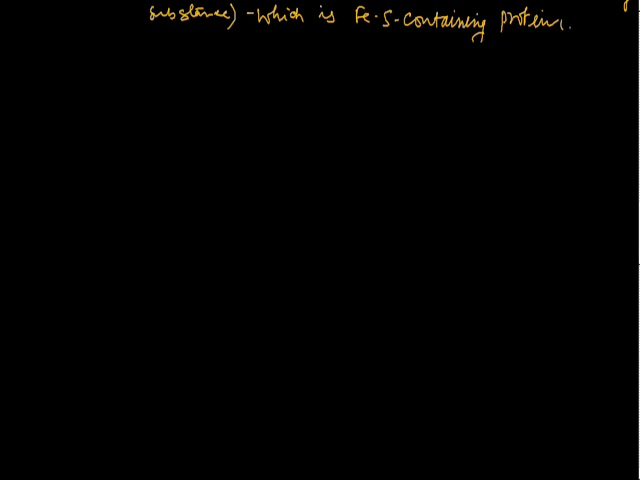 substance) - which is Fe-S-containing protein.